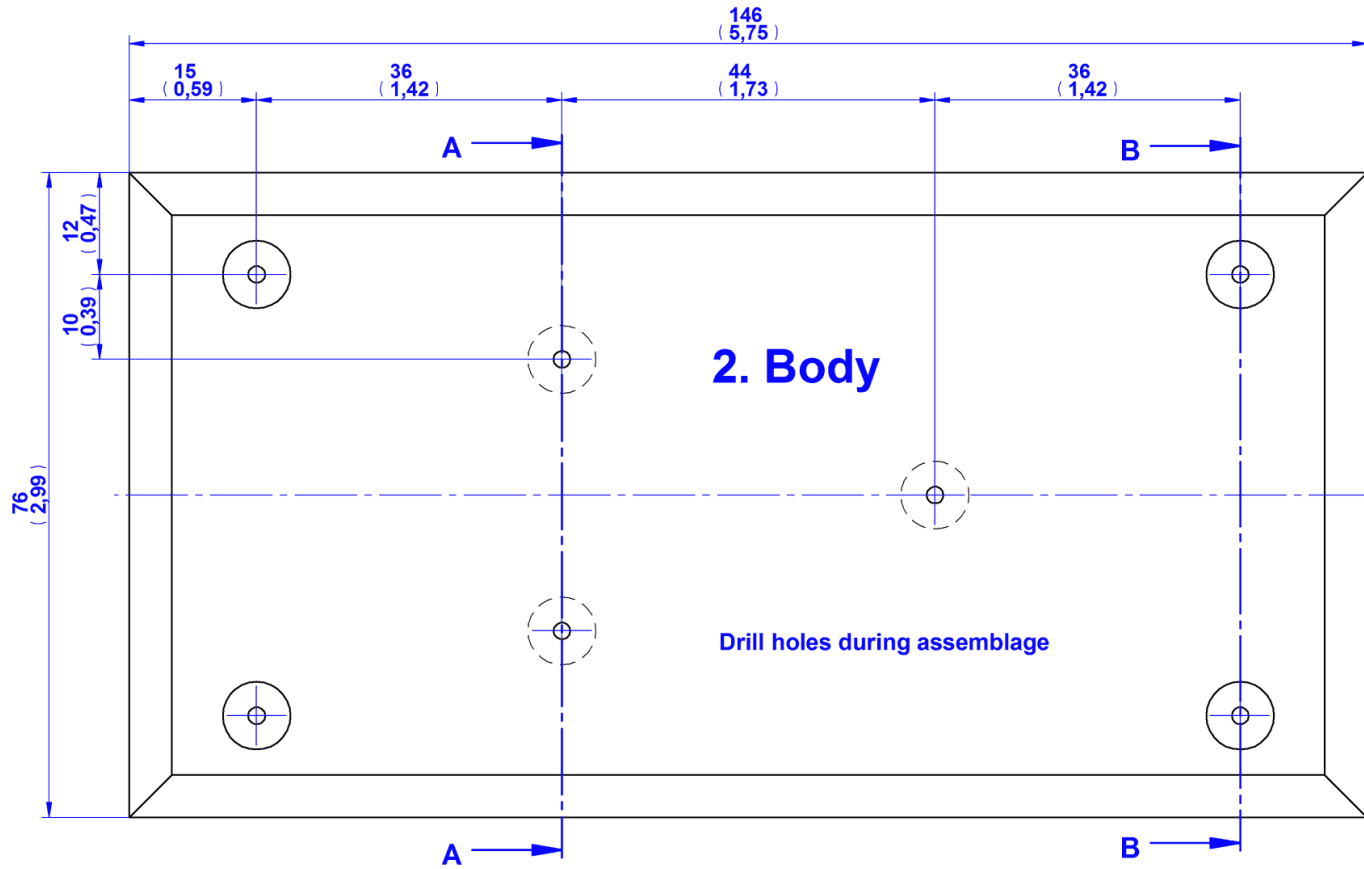 146
( 5,75 )
15
( 0,59 )
36
( 1,42 )
44
( 1,73 )
36
( 1,42 )
A
B
12
( 0,47 )
10
( 0,39 )
2. Body
76
( 2,99 )
Drill holes during assemblage
A
B